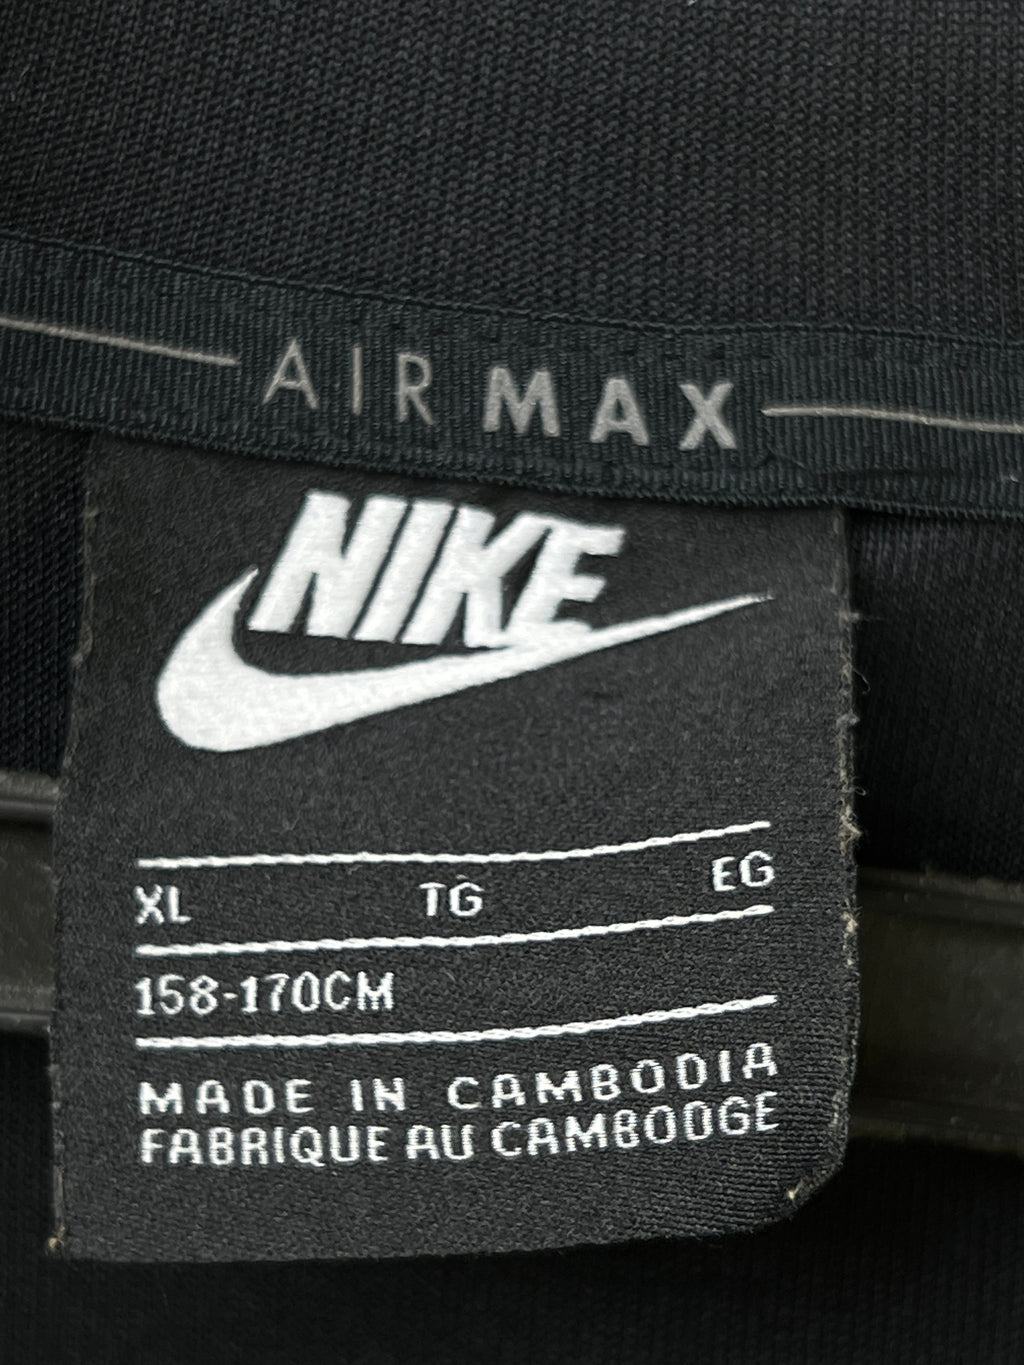 AIR MAX
NIKE
XL TG EG
158-170CM
MADE IN CAMBODIA
FABRIQUE AU CAMBODGE